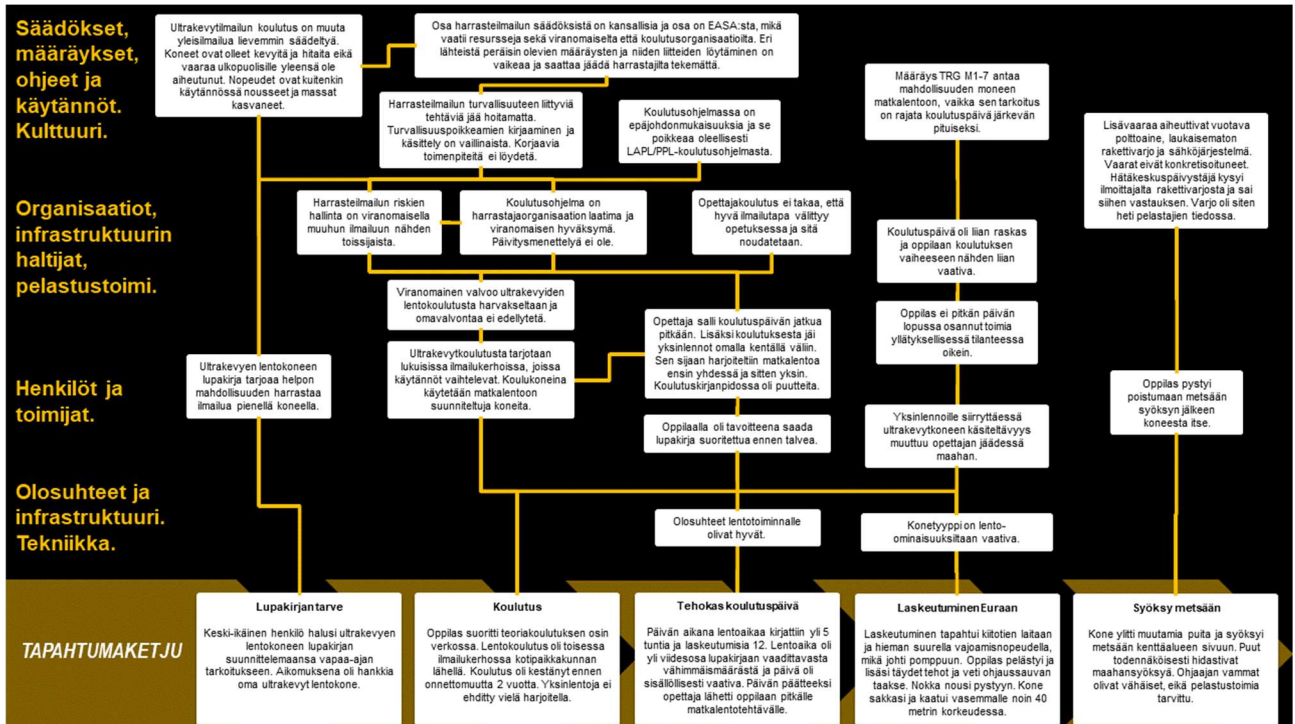 Säädökset,
määräykset,
ohjeet ja
käytännöt.
Kulttuuri.
Ultrakevytilmailun koulutus on muuta
yleisilmailua lievemmin säädeltyä.
Koneet ovat olleet kevyitä ja hitaita eikä
vaaraa ulkopuolisille yleensä ole
aiheutunut. Nopeudet ovat kuitenkin
käytännössä nousseet ja massat
kasvaneet.
Osa harrasteilmailun säädöksistä on kansallisia ja osa on EASA:sta, mikä
vaatii resursseja sekä viranomaiselta että koulutusorganisaatioilta. Eri
lähteistä peräisin olevien määräysten ja niiden liitteiden löytäminen on
vaikeaa ja saattaa jäädä harrastajilta tekemättä.
Harrasteilmailun turvallisuuteen liittyviä
tehtäviä jää hoitamatta.
Turvallisuuspoikkeamien kirjaaminen ja
käsittely on vaillinaista. Korjaavia
toimenpiteitä ei löydetä.
Koulutusohjelmassa on
epäjohdonmukaisuuksia ja se
poikkeaa oleellisesti
LAPL/PPL-koulutusohjelmasta.
Määräys TRG M1-7 antaa
mahdollisuuden moneen
matkalentoon, vaikka sen tarkoitus
on rajata koulutuspäivä järkevän
pituiseksi.
Lisävaaraa aiheuttivat vuotava
polttoaine, laukaisematon
rakettivarjo ja sähköjärjestelmä.
Vaarat eivät konkretisoituneet.
Hätäkeskuspäivystäjä kysyi
ilmoittajalta rakettivarjosta ja sai
siihen vastauksen. Varjo oli siten
heti pelastajien tiedossa.
Organisaatiot,
infrastruktuurin
haltijat,
pelastustoimi.
Harrasteilmailun riskien
hallinta on viranomaisella
muuhun ilmailuun nähden
toissijaista.
Koulutusohjelma on
harrastajaorganisaation laatima ja
viranomaisen hyväksymä.
Päivitysmenettelyä ei ole.
Opettajakoulutus ei takaa, että
hyvä ilmailutapa välittyy
opetuksessa ja sitä
noudatetaan.
Koulutuspäivä oli liian raskas
ja oppilaan koulutuksen
vaiheeseen nähden liian
vaativa.
Viranomainen valvoo ultrakevyiden
lentokoulutusta harvakseltaan ja
omavalvontaa ei edellytetä.
Opettaja salli koulutuspäivän jatkua
pitkään. Lisäksi koulutuksesta jäi
yksinlennot omalla kentällä väliin.
Sen sijaan harjoiteltiin matkalentoa
ensin yhdessä ja sitten yksin.
Koulutuskirjanpidossa oli puutteita.
Oppilas ei pitkän päivän
lopussa osannut toimia
yllätyksellisessä tilanteessa
oikein.
Henkilöt ja
toimijat.
Ultrakevyen lentokoneen
lupakirja tarjoaa helpon
mahdollisuuden harrastaa
ilmailua pienellä koneella.
Ultrakevytkoulutusta tarjotaan
lukuisissa ilmailukerhoissa, joissa
käytännöt vaihtelevat. Koulukoneina
käytetään matkalentoon
suunniteltuja koneita.
Oppilaalla oli tavoitteena saada
lupakirja suoritettua ennen talvea.
Yksinlennoille siirryttäessä
ultrakevytkoneen käsiteltävyys
muuttuu opettajan jäädessä
maahan.
Oppilas pystyi
poistumaan metsään
syöksyn jälkeen
koneesta itse.
Olosuhteet ja
infrastruktuuri.
Tekniikka.
Olosuhteet lentotoiminnalle
olivat hyvät.
Konetyyppi on lento-
ominaisuuksiltaan vaativa.
TAPAHTUMAKETJU
Lupakirjan tarve
Keski-ikäinen henkilö halusi ultrakevyen
lentokoneen lupakirjan
suunnittelemaansa vapaa-ajan
tarkoitukseen. Aikomuksena oli hankkia
oma ultrakevyt lentokone.
Koulutus
Oppilas suoritti teoriakoulutuksen osin
verkossa. Lentokoulutus oli toisessa
ilmailukerhossa kotipaikkakunnan
lähellä. Koulutus oli kestänyt ennen
onnettomuutta 2 vuotta. Yksinlentoja ei
ehditty vielä harjoitella.
Tehokas koulutuspäivä
Päivän aikana lentoaikaa kirjattiin yli 5
tuntia ja laskeutumisia 12. Lentoaika oli
yli viidesosa lupakirjaan vaadittavasta
vähimmäismäärästä ja päivä oli
sisällöllisesti vaativa. Päivän päätteeksi
opettaja lähetti oppilaan pitkälle
matkalentotehtävälle.
Laskeutuminen Euraan
Laskeutuminen tapahtui kiitotien laitaan
ja hieman suurella vajoamisnopeudella,
mikä johti pomppuun. Oppilas pelästyi ja
lisäsi täydet tehot ja veti ohjaussauvan
taakse. Nokka nousi pystyyn. Kone
sakkasi ja kaatui vasemmalle noin 40
metrin korkeudessa.
Syöksy metsään
Kone ylitti muutamia puita ja syöksyi
metsään kenttäalueen sivuun. Puut
todennäköisesti hidastivat
maahansyöksyä. Ohjaajan vammat
olivat vähäiset, eikä pelastustoimia
tarvittu.